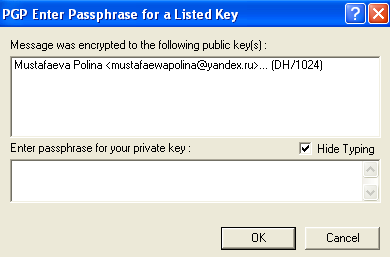 PGP Enter Passphrase for a Listed Key
Message was encrypted to the following public key(s) :
Mustafaeva Polina <mustafaewapolina@yandex.ru>... (DH/1024)
Enter passphrase for your private key :
Hide Typing
OK
Cancel